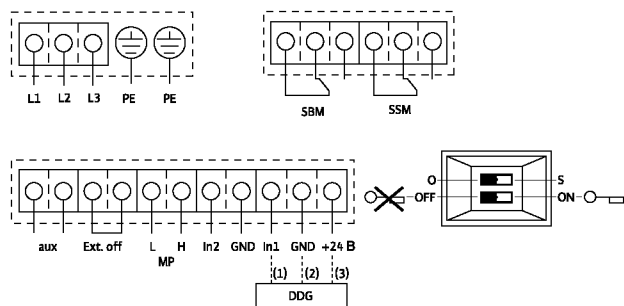 L1 L2 L3 PE PE
SBM SSM
O S
OFF ON
aux Ext. off L H In2 GND In1 GND +24 В
MP
(1) (2) (3)
DDG